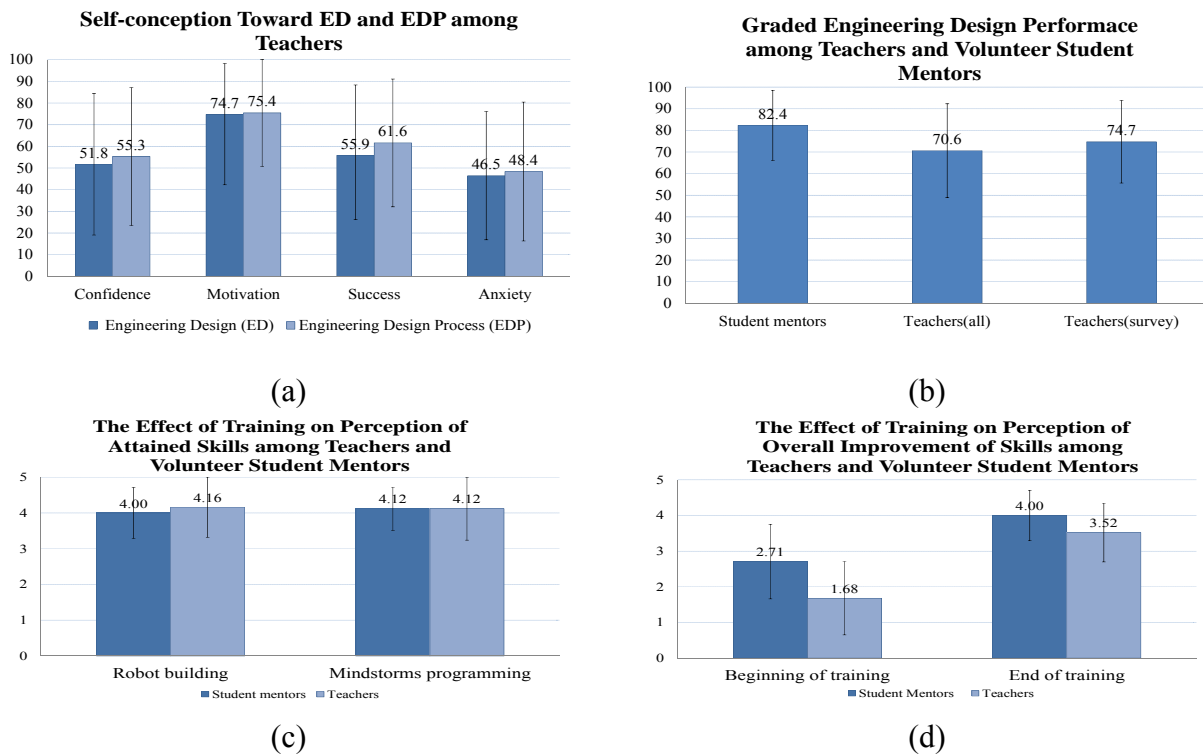 Self-conception Toward ED and EDP among
Teachers
100
90
80
70
60
50
40
30
20
10
0
51.8
55.3
74.7
75.4
55.9
61.6
46.5
48.4
Confidence
Motivation
Success
Anxiety
Engineering Design (ED)
Engineering Design Process (EDP)
(a)
Graded Engineering Design Performace
among Teachers and Volunteer Student
Mentors
100
90
80
70
60
50
40
30
20
10
0
82.4
70.6
74.7
Student mentors
Teachers(all)
Teachers(survey)
(b)
The Effect of Training on Perception of
Attained Skills among Teachers and
Volunteer Student Mentors
5
4
3
2
1
0
4.00
4.16
4.12
4.12
Robot building
Mindstorms programming
Student mentors
Teachers
(c)
The Effect of Training on Perception of
Overall Improvement of Skills among
Teachers and Volunteer Student Mentors
5
4
3
2
1
0
2.71
1.68
4.00
3.52
Beginning of training
End of training
Student Mentors
Teachers
(d)